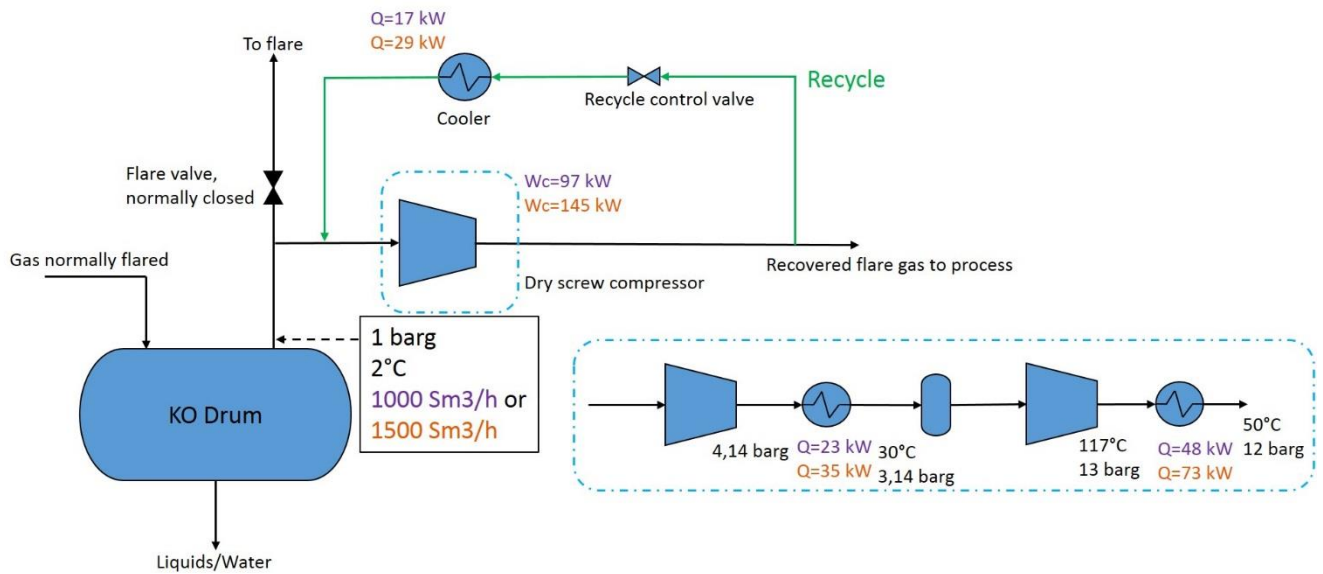 Q=17 kW
Q=29 kW
To flare
Recycle
Recycle control valve
Cooler
Flare valve,
normally closed
Wc=97 kW
Wc=145 kW
Gas normally flared
Recovered flare gas to process
Dry screw compressor
1 barg
2°C
1000 Sm3/h or
1500 Sm3/h
KO Drum
4,14 barg
Q=23 kW
Q=35 kW
30°C
3,14 barg
117°C
13 barg
Q=48 kW
Q=73 kW
50°C
12 barg
Liquids/Water